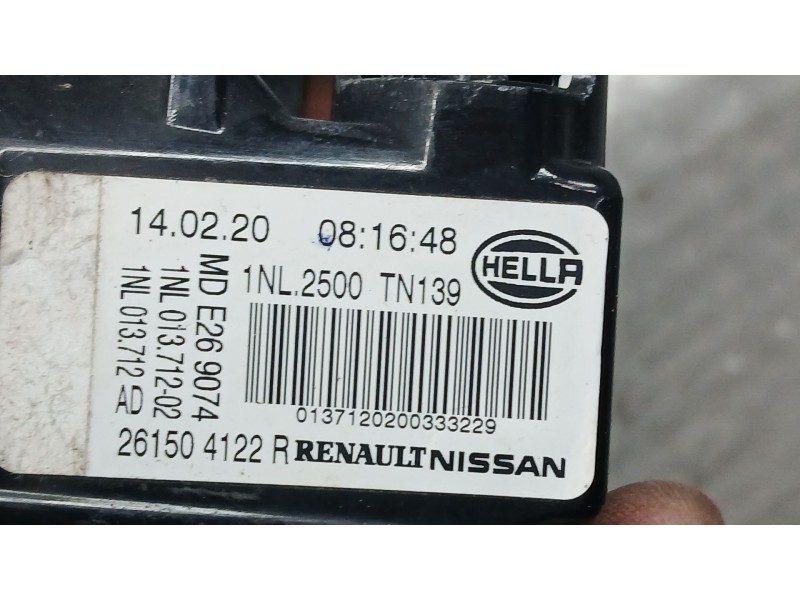 14.02.20 08:16:48
HELLA
1NL.2500 TN139
MD E26 9074
1NL 013.712-02
1NL 013.712 AD
0137120200333229
26150 4122 R RENAULT NISSAN